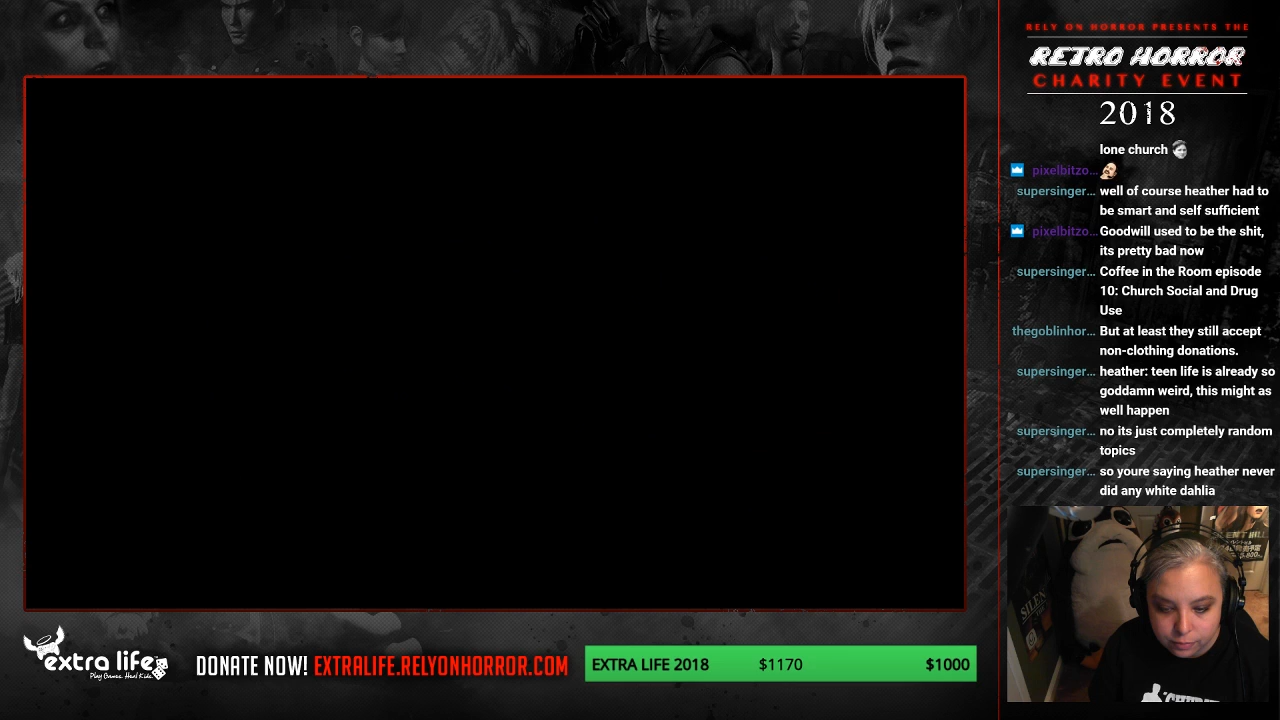 RELY ON HORROR PRESENTS THE
RETRO HORROR
CHARITY EVENT
2018
lone church
pixelbitzo...
supersinger... well of course heather had to
be smart and self sufficient
pixelbitzo... Goodwill used to be the shit,
its pretty bad now
supersinger... Coffee in the Room episode
10: Church Social and Drug
Use
thegoblinhor... But at least they still accept
non-clothing donations.
supersinger... heather: teen life is already so
goddamn weird, this might as
well happen
supersinger... no its just completely random
topics
supersinger... so youre saying heather never
did any white dahlia
SILENT HILL
SILEN
extra life
Play Games. Heal Kids.
DONATE NOW! EXTRALIFE.RELYONHORROR.COM
EXTRA LIFE 2018 $1170 $1000